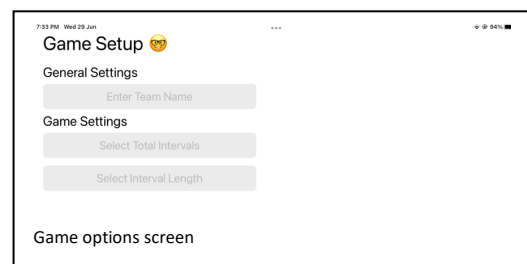 7:33 PM Wed 29 Jun
94%
Game Setup 🤓
General Settings
Enter Team Name
Game Settings
Select Total Intervals
Select Interval Length
Game options screen